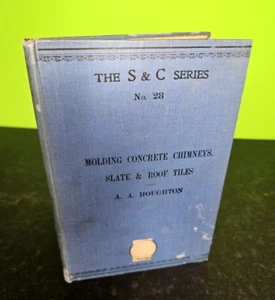 THE S & C SERIES
No. 28
MOLDING CONCRETE CHIMNEYS,
SLATE & ROOF TILES
A. A. HOUGHTON